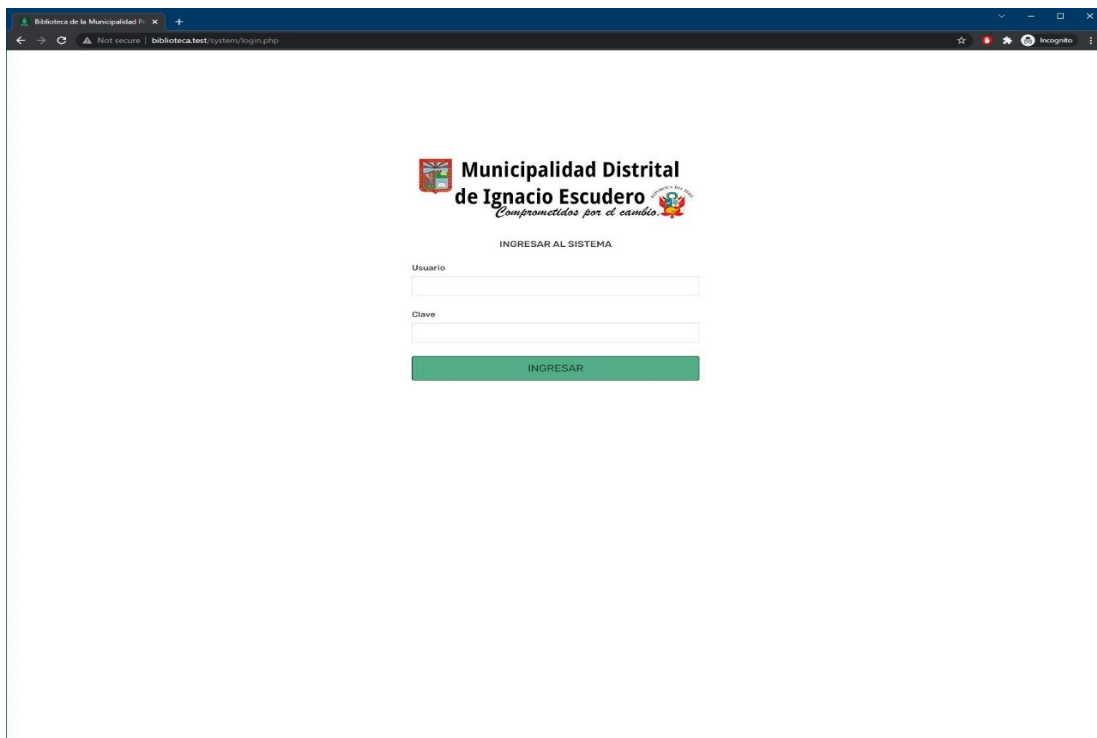 Biblioteca de la Municipalidad P
Not secure | biblioteca.test/system/login.php
Incognito
Municipalidad Distrital
de Ignacio Escudero
Comprometidos por el cambio.
INGRESAR AL SISTEMA
Usuario
Clave
INGRESAR